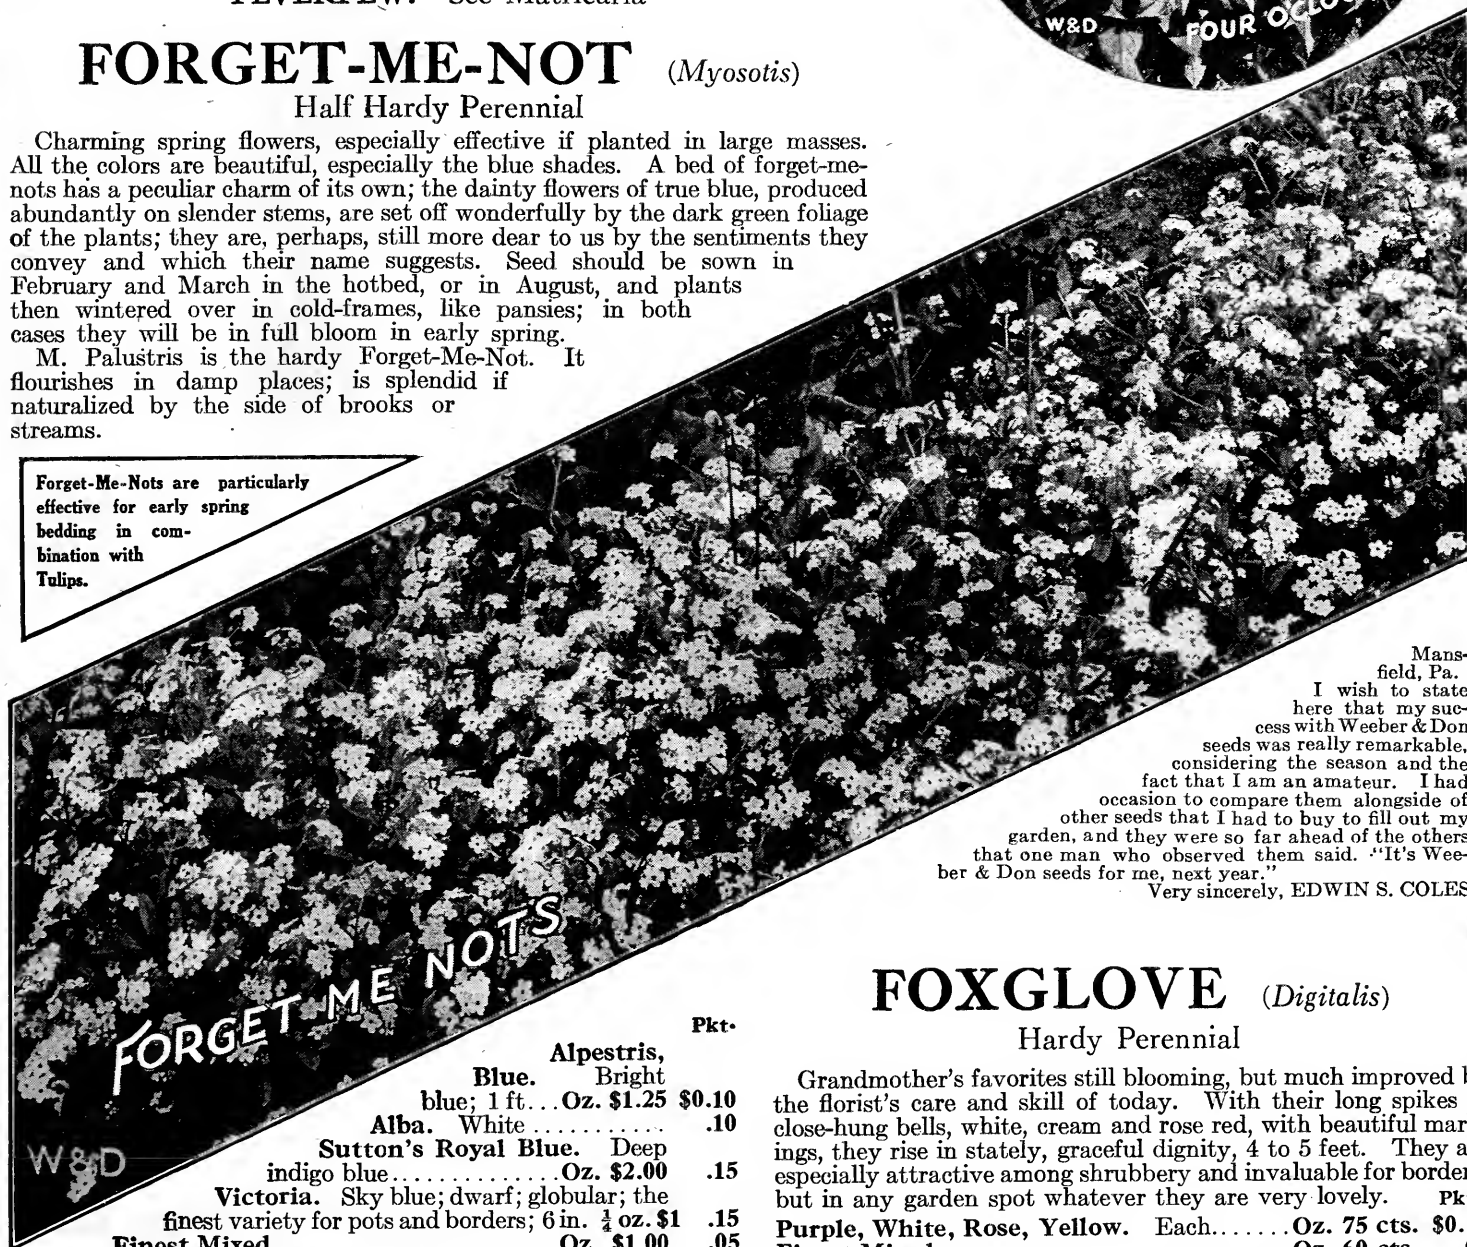 FEVERFEW. See Matricaria
FORGET-ME-NOT (Myosotis)
Half Hardy Perennial
Charming spring flowers, especially effective if planted in large masses.
All the colors are beautiful, especially the blue shades. A bed of forget-me-
nots has a peculiar charm of its own; the dainty flowers of true blue, produced
abundantly on slender stems, are set off wonderfully by the dark green foliage
of the plants; they are, perhaps, still more dear to us by the sentiments they
convey and which their name suggests. Seed should be sown in
February and March in the hotbed, or in August, and plants
then wintered over in cold-frames, like pansies; in both
cases they will be in full bloom in early spring.
M. Palustris is the hardy Forget-Me-Not. It
flourishes in damp places; is splendid if
naturalized by the side of brooks or
streams.
Forget-Me-Nots are particularly
effective for early spring
bedding in com-
bination with
Tulips.
W&D
FOUR O'CLOC
FORGET ME NOTS
W&D
Pkt.
Alpestris,
Blue. Bright
blue; 1 ft...Oz. $1.25 $0.10
Alba. White ............ .10
Sutton's Royal Blue. Deep
indigo blue..............Oz. $2.00 .15
Victoria. Sky blue; dwarf; globular; the
finest variety for pots and borders; 6 in. ¼ oz. $1 .15
Finest Mixed Oz. $1.00 .05
Mans-
field, Pa.
I wish to state
here that my suc-
cess with Weeber & Don
seeds was really remarkable,
considering the season and the
fact that I am an amateur. I had
occasion to compare them alongside of
other seeds that I had to buy to fill out my
garden, and they were so far ahead of the others
that one man who observed them said. "It's Wee-
ber & Don seeds for me, next year."
Very sincerely, EDWIN S. COLES
FOXGLOVE (Digitalis)
Hardy Perennial
Grandmother's favorites still blooming, but much improved
the florist's care and skill of today. With their long spikes
close-hung bells, white, cream and rose red, with beautiful mar
ings, they rise in stately, graceful dignity, 4 to 5 feet. They a
especially attractive among shrubbery and invaluable for border
but in any garden spot whatever they are very lovely. Pk
Purple, White, Rose, Yellow. Each.......Oz. 75 cts. $0.